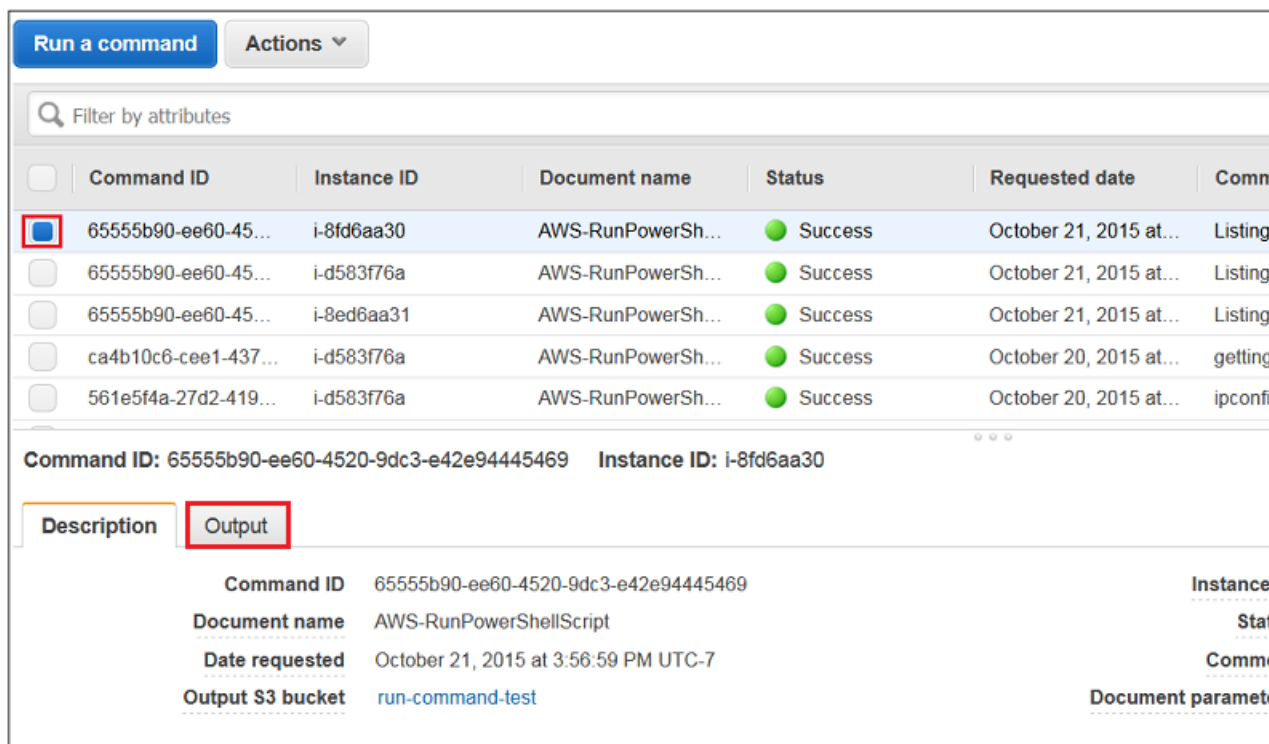 Run a command Actions
Filter by attributes
Command ID Instance ID Document name Status Requested date Comm
65555b90-ee60-45... i-8fd6aa30 AWS-RunPowerSh... Success October 21, 2015 at... Listing
65555b90-ee60-45... i-d583f76a AWS-RunPowerSh... Success October 21, 2015 at... Listing
65555b90-ee60-45... i-8ed6aa31 AWS-RunPowerSh... Success October 21, 2015 at... Listing
ca4b10c6-cee1-437... i-d583f76a AWS-RunPowerSh... Success October 20, 2015 at... getting
561e5f4a-27d2-419... i-d583f76a AWS-RunPowerSh... Success October 20, 2015 at... ipconfi
Command ID: 65555b90-ee60-4520-9dc3-e42e94445469 Instance ID: i-8fd6aa30
Description Output
Command ID 65555b90-ee60-4520-9dc3-e42e94445469 Instance
Document name AWS-RunPowerShellScript Stat
Date requested October 21, 2015 at 3:56:59 PM UTC-7 Comme
Output S3 bucket run-command-test Document paramete